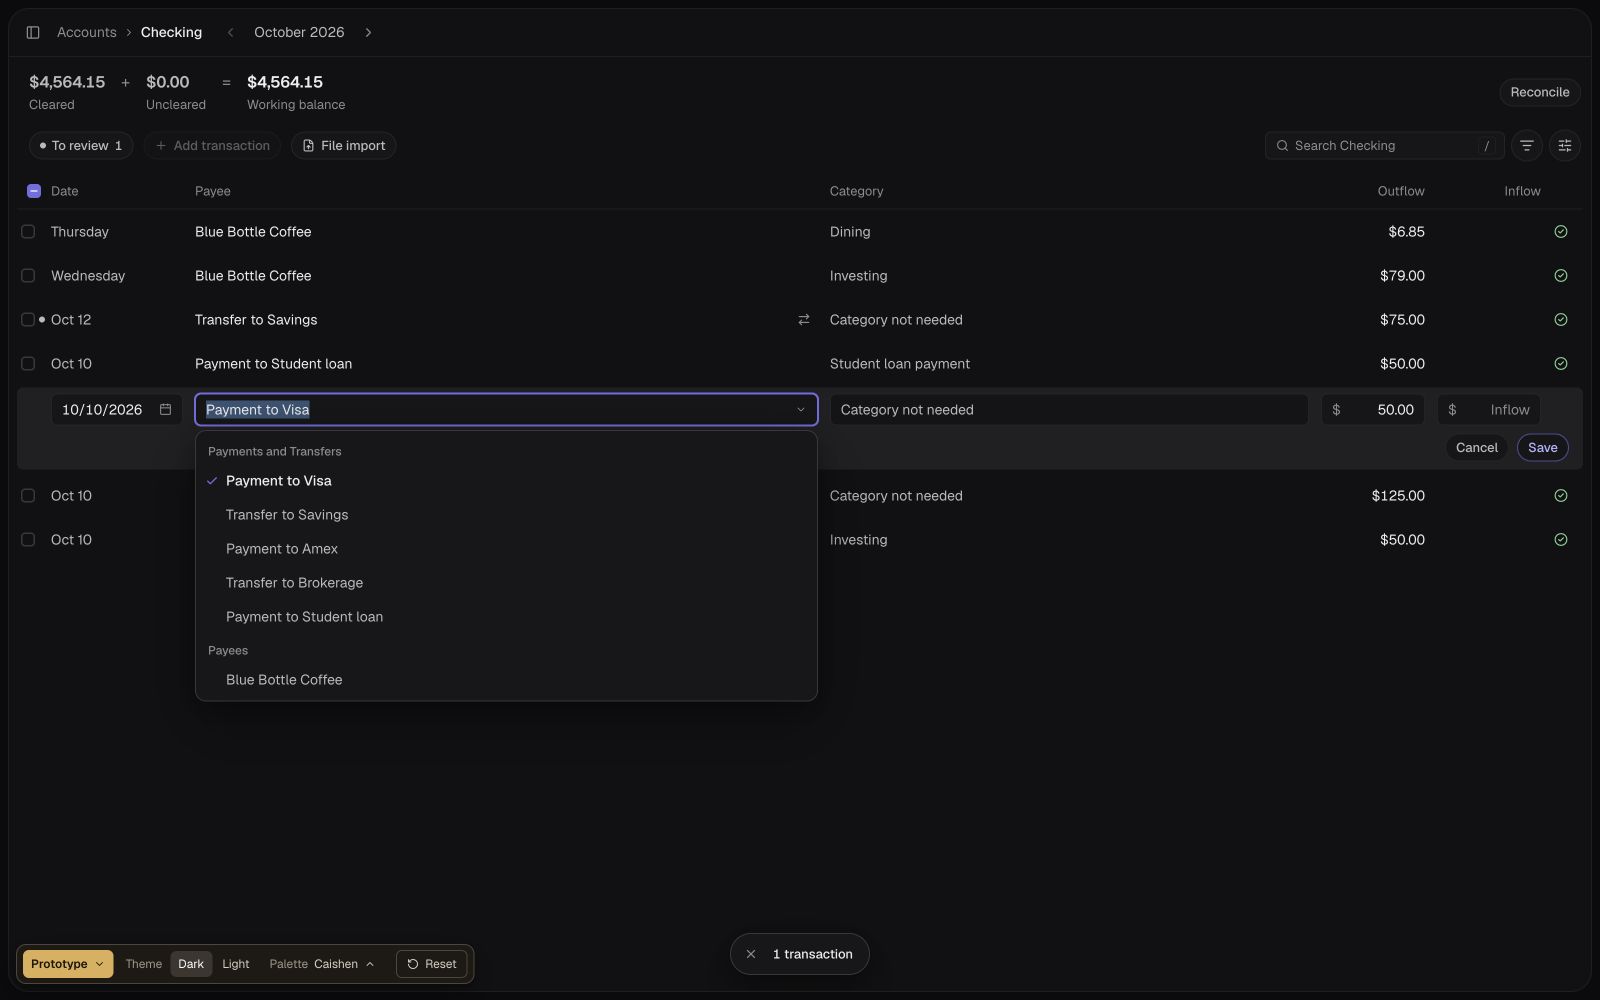 Accounts > Checking < October 2026 >
$4,564.15 + $0.00 = $4,564.15
Cleared Uncleared Working balance
Reconcile
To review 1 + Add transaction File import
Search Checking /
Date Payee Category Outflow Inflow
Thursday Blue Bottle Coffee Dining $6.85
Wednesday Blue Bottle Coffee Investing $79.00
Oct 12 Transfer to Savings Category not needed $75.00
Oct 10 Payment to Student loan Student loan payment $50.00
10/10/2026 Payment to Visa Category not needed $ 50.00 $ Inflow
Cancel Save
Payments and Transfers
Payment to Visa
Oct 10 Category not needed $125.00
Transfer to Savings
Oct 10 Investing $50.00
Payment to Amex
Transfer to Brokerage
Payment to Student loan
Payees
Blue Bottle Coffee
1 transaction
Prototype Theme Dark Light Palette Caishen Reset